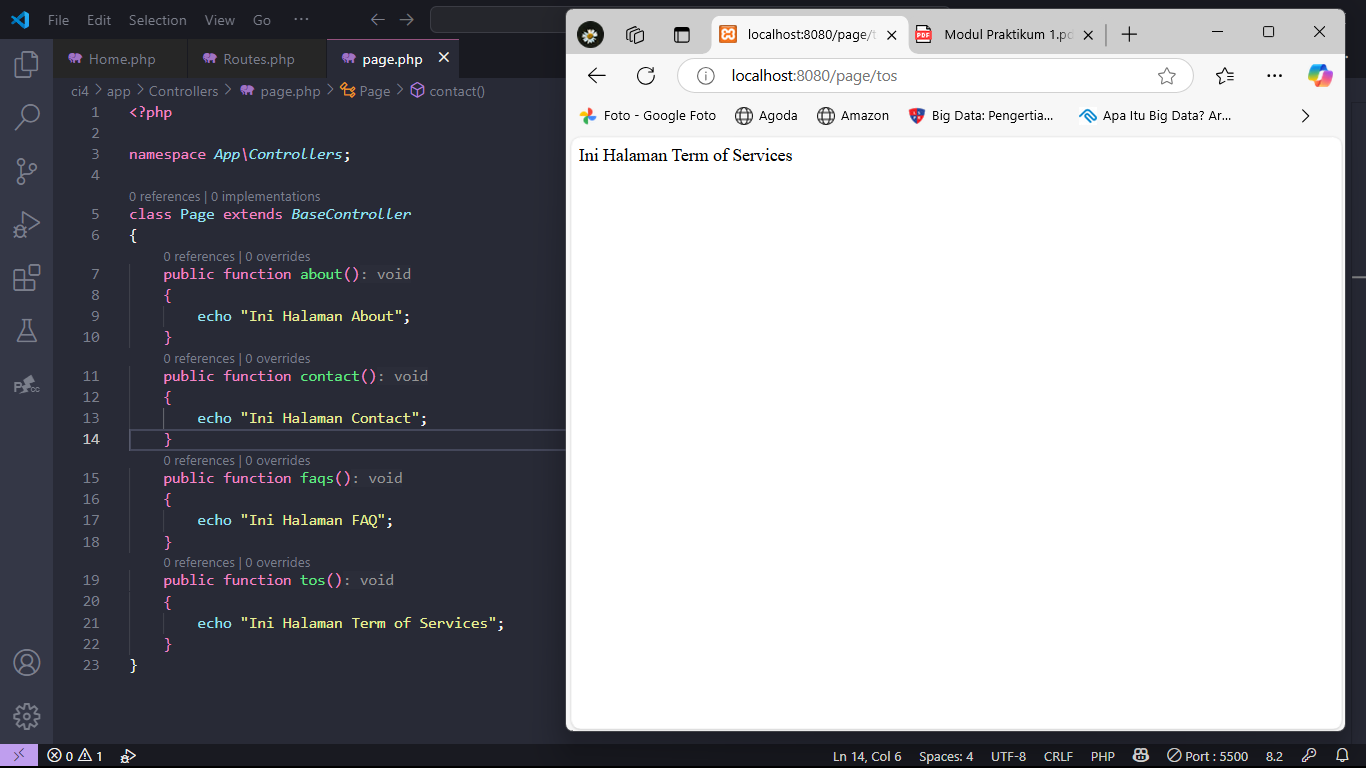 File Edit Selection View Go ···
Home.php Routes.php page.php
ci4 > app > Controllers > page.php > Page > contact()
1 <?php
2
3 namespace App\Controllers;
4
0 references | 0 implementations
5 class Page extends BaseController
6 {
0 references | 0 overrides
7 public function about(): void
8 {
9 echo "Ini Halaman About";
10 }
0 references | 0 overrides
11 public function contact(): void
12 {
13 echo "Ini Halaman Contact";
14 }
0 references | 0 overrides
15 public function faqs(): void
16 {
17 echo "Ini Halaman FAQ";
18 }
0 references | 0 overrides
19 public function tos(): void
20 {
21 echo "Ini Halaman Term of Services";
22 }
23 }
localhost:8080/page/t Modul Praktikum 1.pd
PDF
localhost:8080/page/tos
Foto - Google Foto Agoda Amazon Big Data: Pengertia... Apa Itu Big Data? Ar...
Ini Halaman Term of Services
0 1 Ln 14, Col 6 Spaces: 4 UTF-8 CRLF PHP Port : 5500 8.2